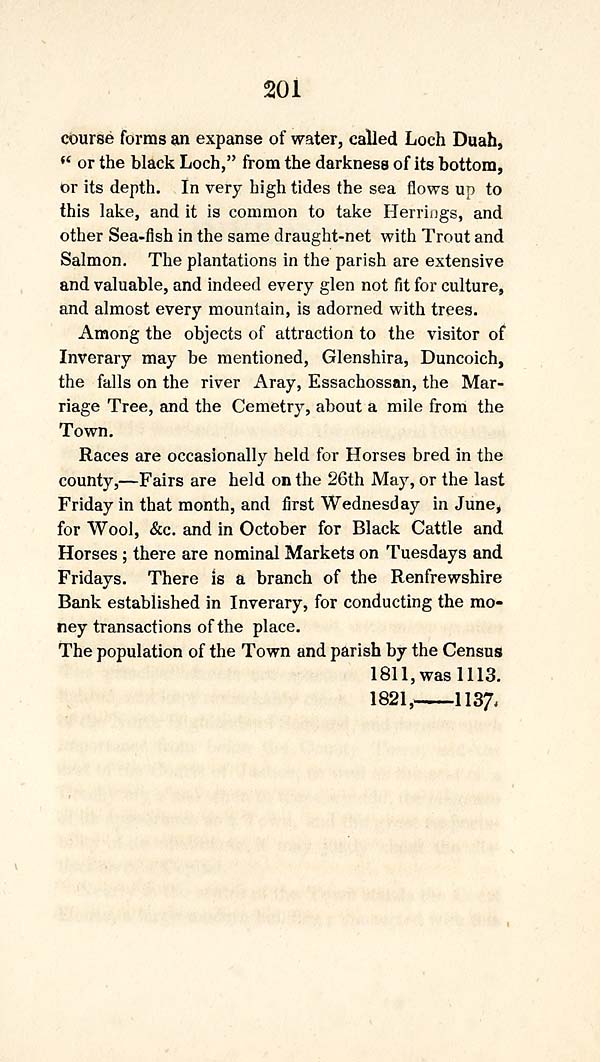 201
course forms an expanse of water, called Loch Duah,
“ or the black Loch,” from the darkness of its bottom,
or its depth. In very high tides the sea flows up to
this lake, and it is common to take Herrings, and
other Sea-fish in the same draught-net with Trout and
Salmon. The plantations in the parish are extensive
and valuable, and indeed every glen not fit for culture,
and almost every mountain, is adorned with trees.
Among the objects of attraction to the visitor of
Inverary may be mentioned, Glenshira, Duncoich,
the falls on the river Aray, Essachossan, the Mar-
riage Tree, and the Cemetry, about a mile from the
Town.
Races are occasionally held for Horses bred in the
county,—Fairs are held on the 26th May, or the last
Friday in that month, and first Wednesday in June,
for Wool, &c. and in October for Black Cattle and
Horses ; there are nominal Markets on Tuesdays and
Fridays. There is a branch of the Renfrewshire
Bank established in Inverary, for conducting the mo-
ney transactions of the place.
The population of the Town and parish by the Census
1811, was 1113.
1821,——1137.